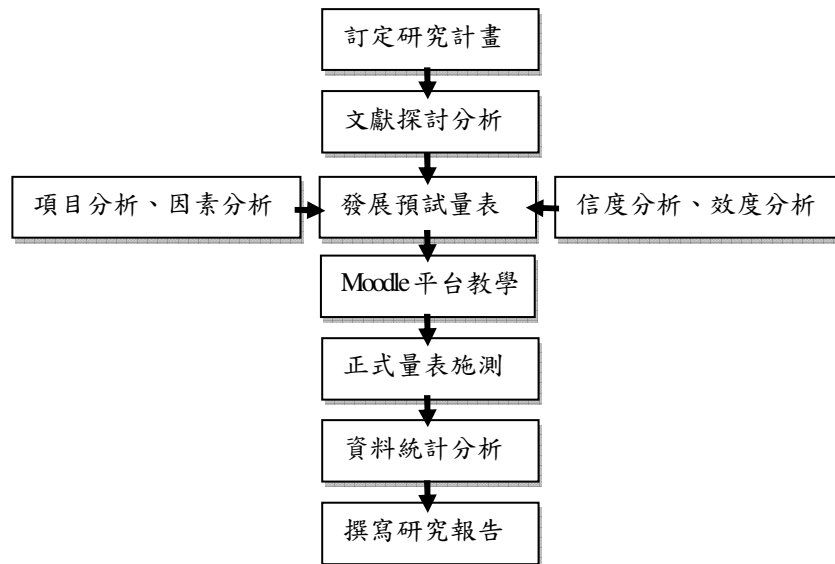 訂定研究計畫
文獻探討分析
項目分析、因素分析
發展預試量表
信度分析、效度分析
Moodle平台教學
正式量表施測
資料統計分析
撰寫研究報告